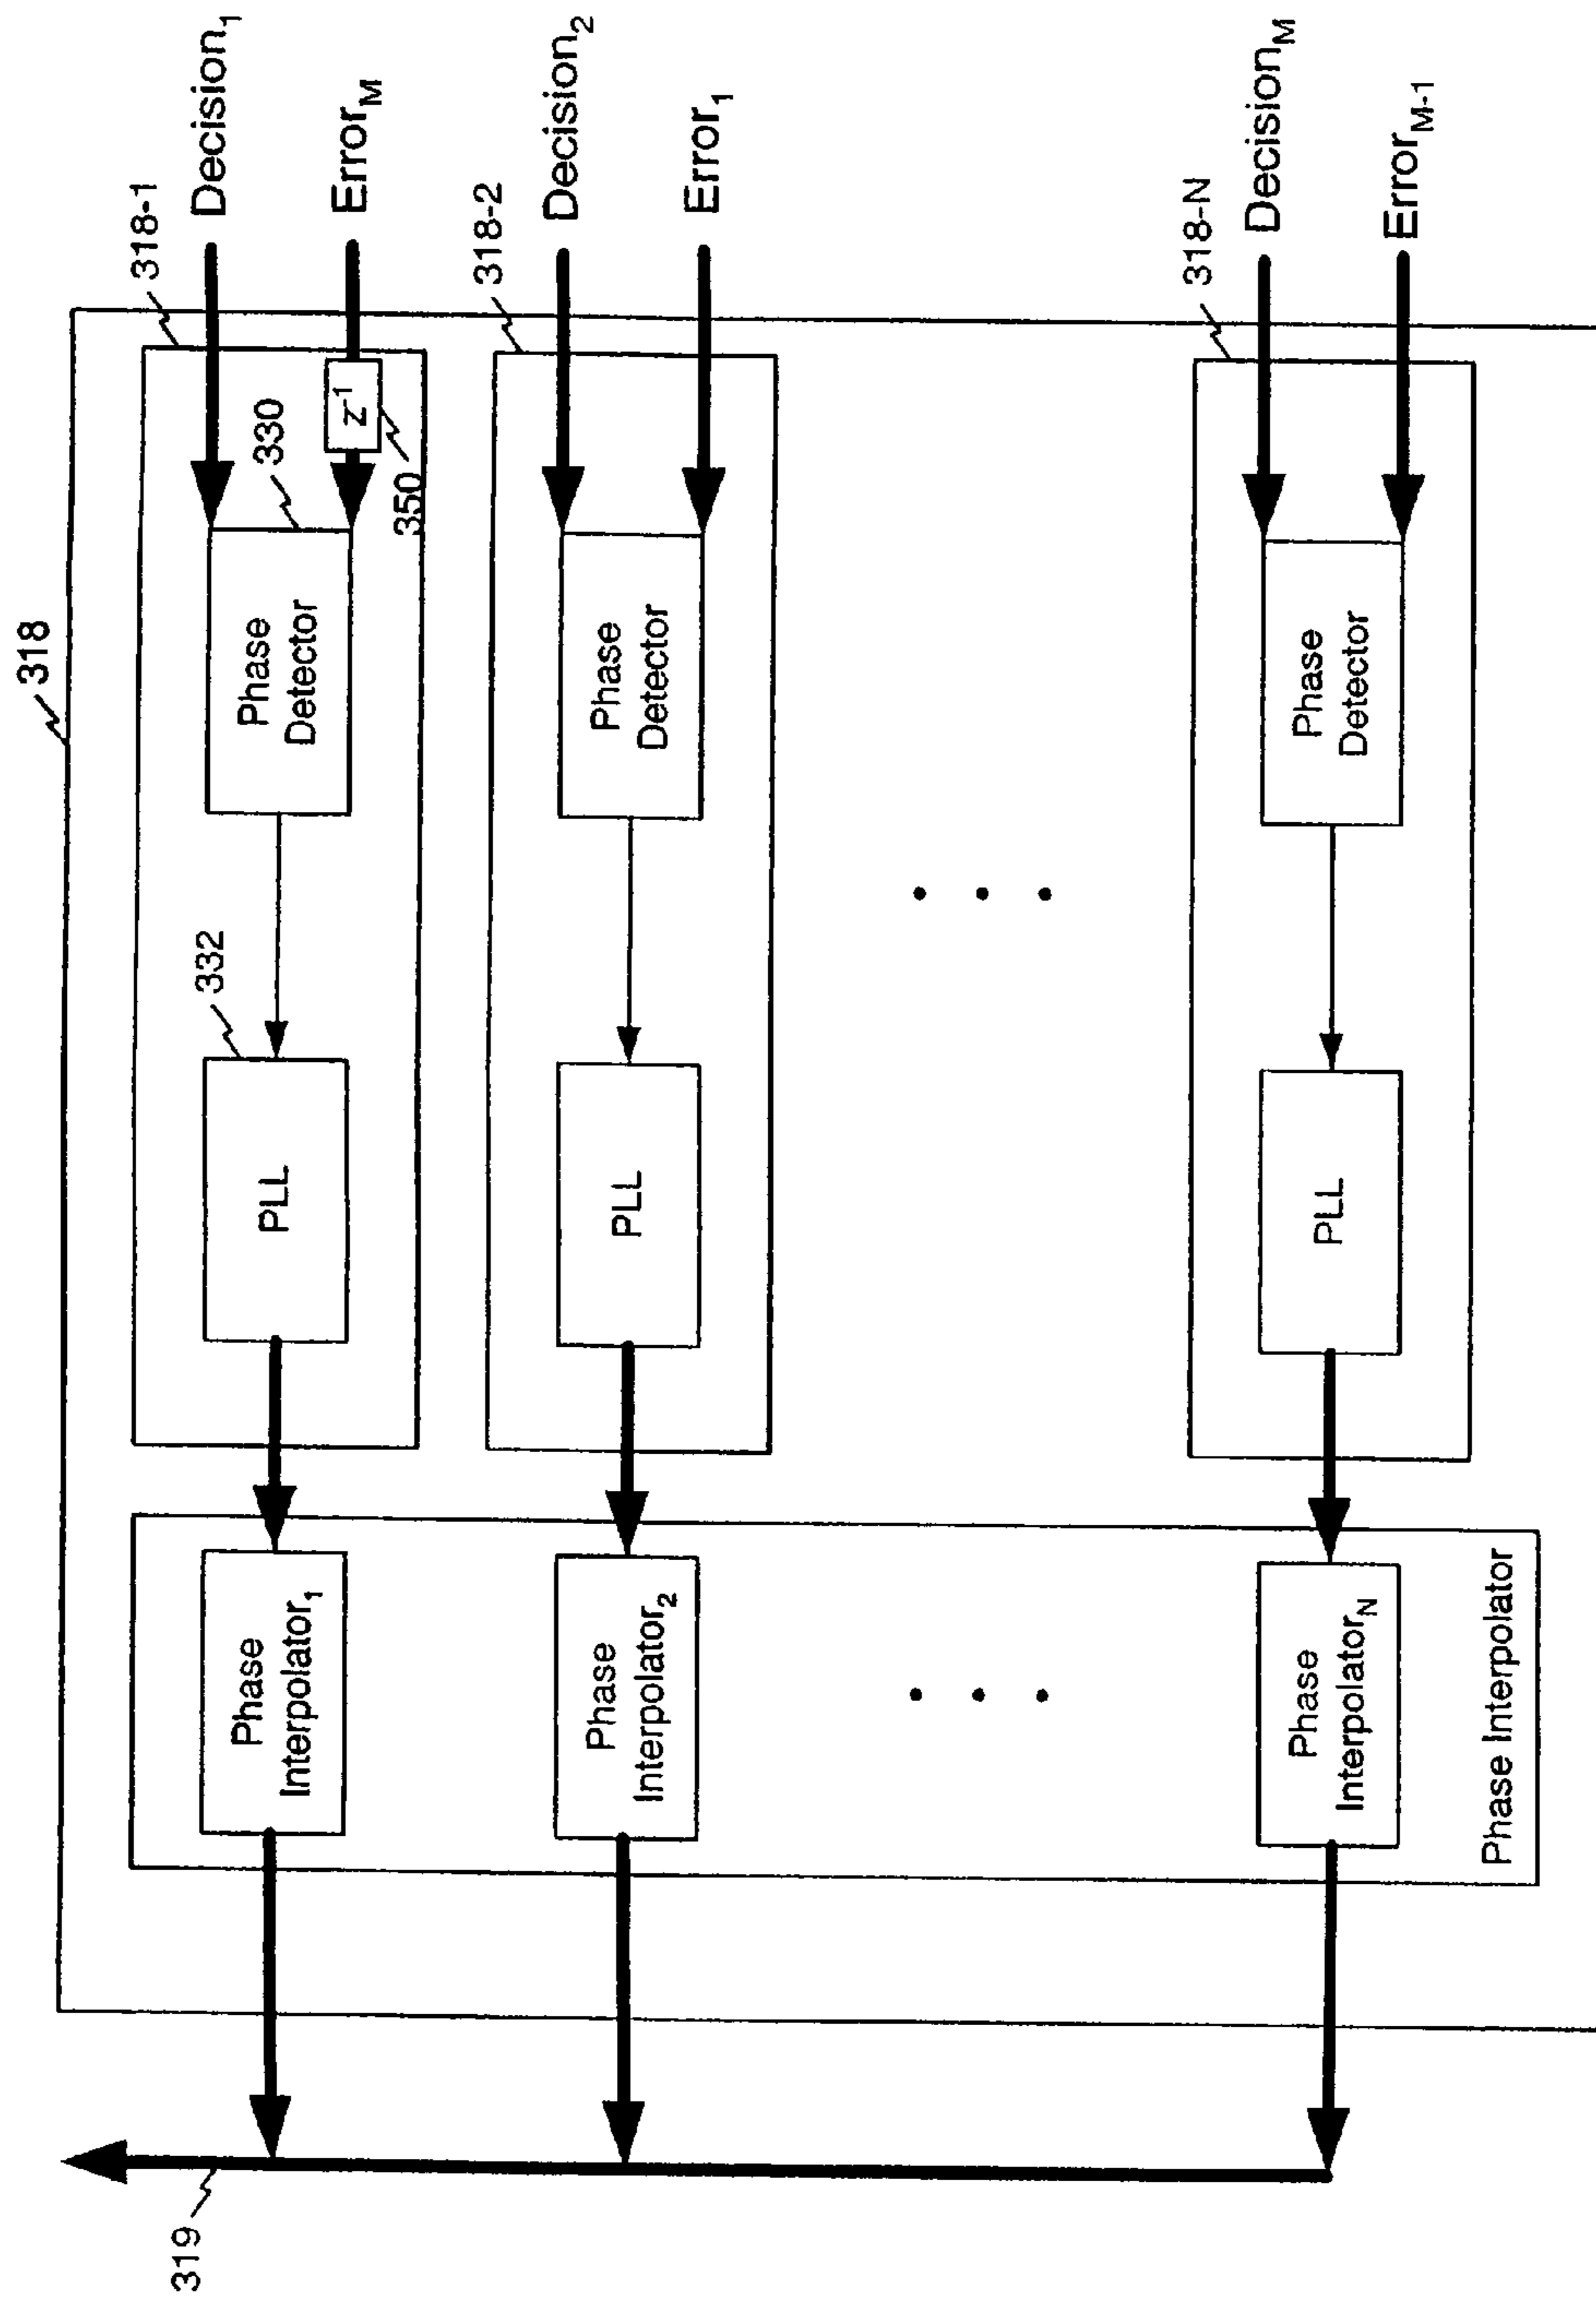 318
318-1
Decision1
ErrorM
330
z-1
350
332
Phase
Detector
PLL
Phase
Interpolator1
318-2
Decision2
Error1
Phase
Detector
PLL
Phase
Interpolator2
318-N
DecisionM
ErrorM-1
Phase
Detector
PLL
Phase
InterpolatorN
Phase Interpolator
319